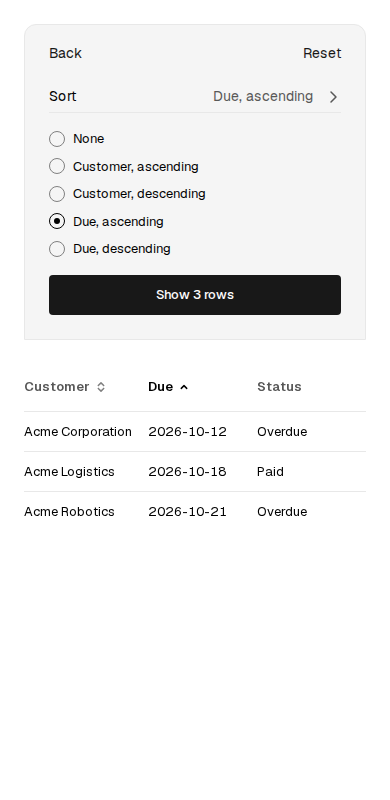 Back Reset
Sort Due, ascending
None
Customer, ascending
Customer, descending
Due, ascending
Due, descending
Show 3 rows
Customer Due Status
Acme Corporation 2026-10-12 Overdue
Acme Logistics 2026-10-18 Paid
Acme Robotics 2026-10-21 Overdue